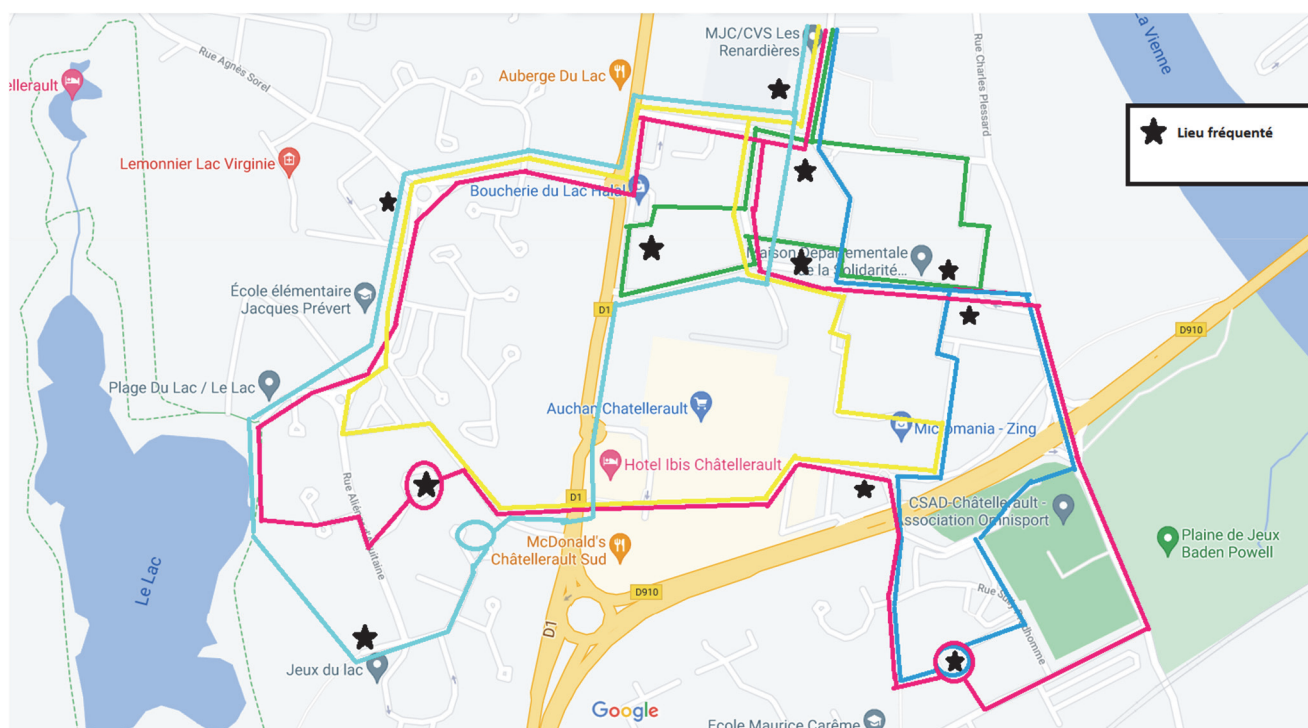 MJC/CVS Les
Renardières
La Vienne
Rue Agnès Sorel
Auberge Du Lac
Rue Charles Plessard
ellerault
Lieu fréquenté
Lemonnier Lac Virginie
Boucherie du Lac Halal
Maison Départementale
de la Solidarité...
École élémentaire
Jacques Prévert
D1
D910
Plage Du Lac / Le Lac
Auchan Chatellerault
Micromania - Zing
Hotel Ibis Châtellerault
Rue Aliénor d'Aquitaine
D1
CSAD-Châtellerault -
Association Omnisport
McDonald's
Châtellerault Sud
Plaine de Jeux
Baden Powell
Le Lac
D910
Rue Sully Prudhomme
D1
Jeux du lac
Google
Ecole Maurice Carême